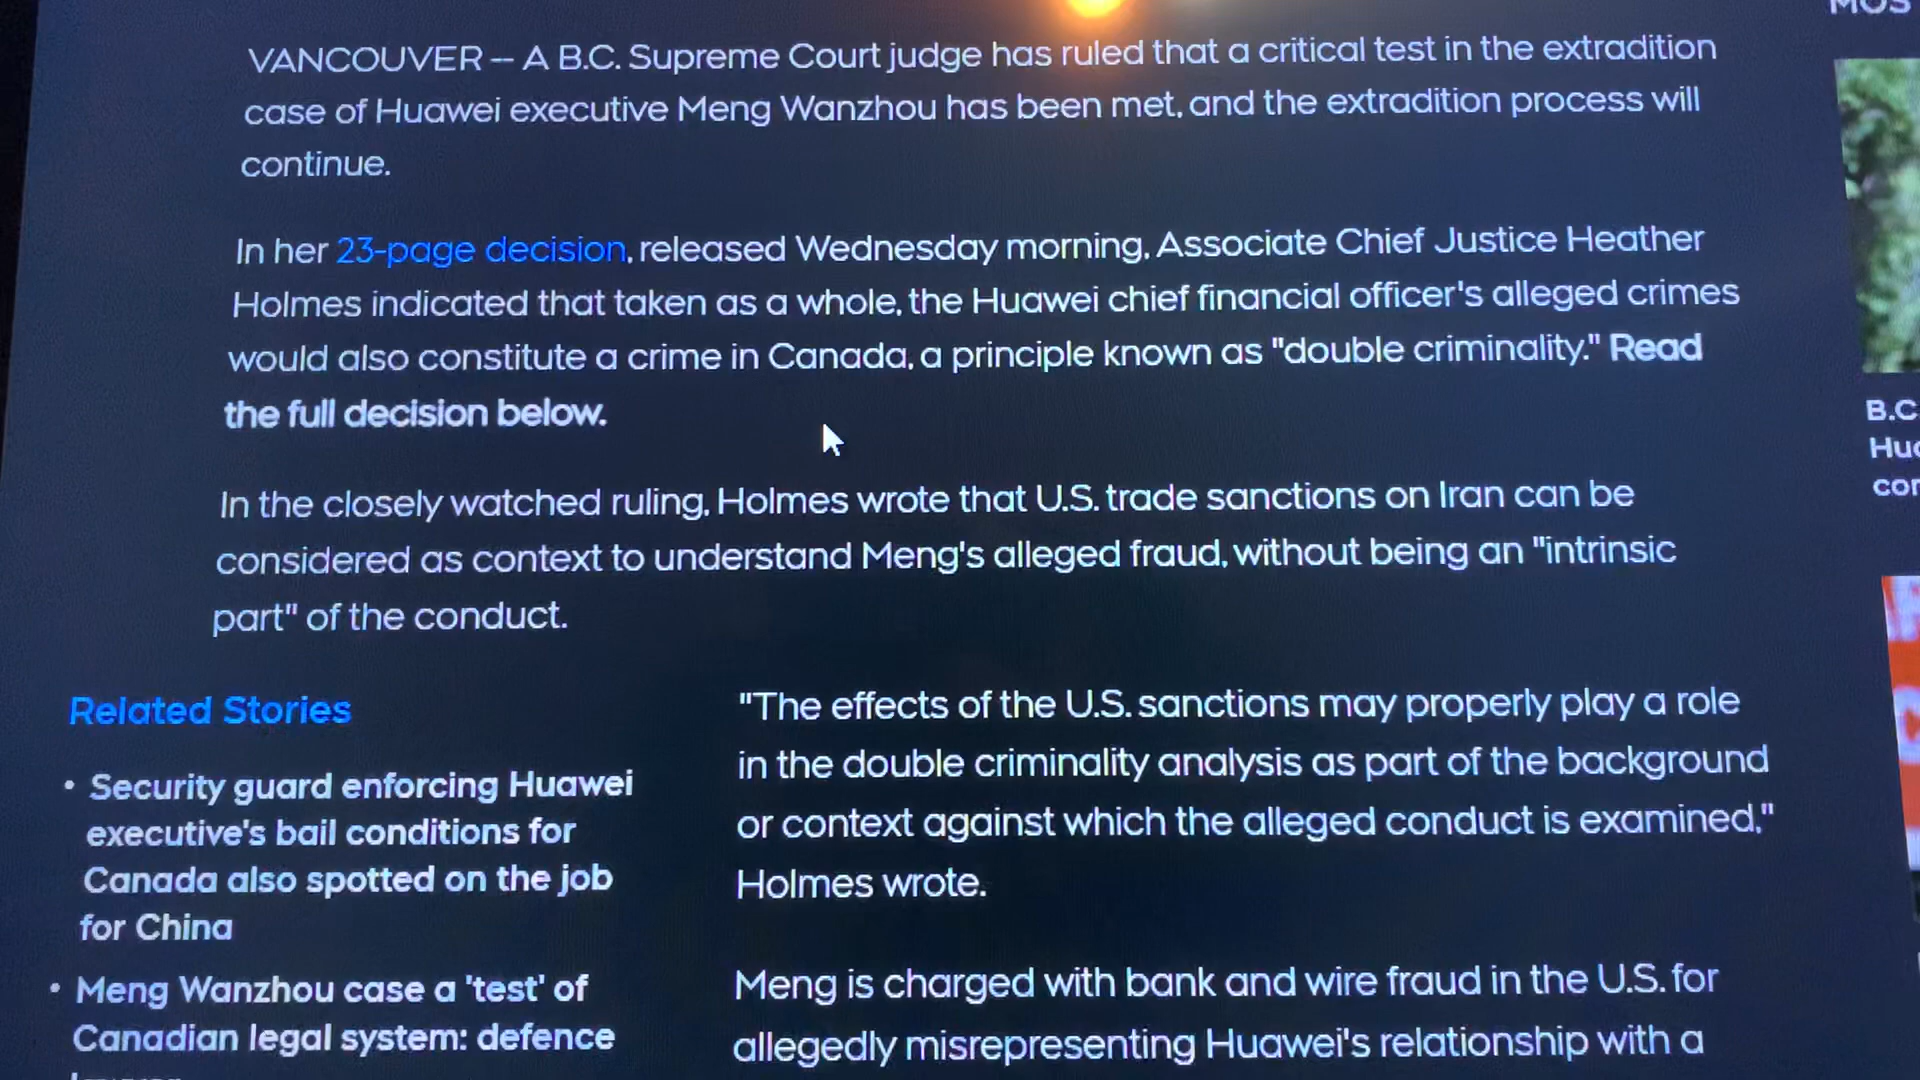 VANCOUVER – A B.C. Supreme Court judge has ruled that a critical test in the extradition
case of Huawei executive Meng Wanzhou has been met, and the extradition process will
continue.
In her 23-page decision, released Wednesday morning, Associate Chief Justice Heather
Holmes indicated that taken as a whole, the Huawei chief financial officer's alleged crimes
would also constitute a crime in Canada, a principle known as "double criminality." Read
the full decision below.
In the closely watched ruling, Holmes wrote that U.S. trade sanctions on Iran can be
considered as context to understand Meng's alleged fraud, without being an "intrinsic
part" of the conduct.
Related Stories
• Security guard enforcing Huawei
executive's bail conditions for
Canada also spotted on the job
for China
• Meng Wanzhou case a 'test' of
Canadian legal system: defence
"The effects of the U.S. sanctions may properly play a role
in the double criminality analysis as part of the background
or context against which the alleged conduct is examined,"
Holmes wrote.
Meng is charged with bank and wire fraud in the U.S. for
allegedly misrepresenting Huawei's relationship with a
MOS
B.C
Hua
con